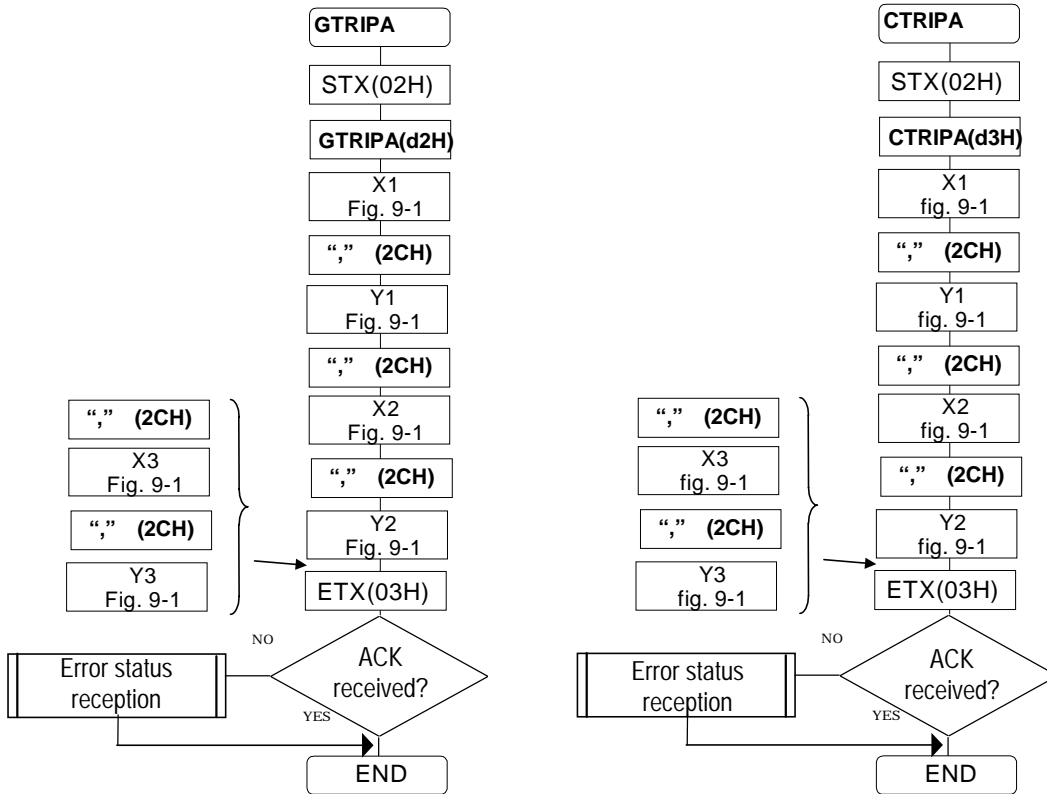 GTRIPA
STX(02H)
GTRIPA(d2H)
X1
Fig. 9-1
“,” (2CH)
Y1
Fig. 9-1
“,” (2CH)
X2
Fig. 9-1
“,” (2CH)
Y2
Fig. 9-1
“,” (2CH)
X3
Fig. 9-1
“,” (2CH)
Y3
Fig. 9-1
ETX(03H)
ACK
received?
NO
Error status
reception
YES
END
CTRIPA
STX(02H)
CTRIPA(d3H)
X1
fig. 9-1
“,” (2CH)
Y1
fig. 9-1
“,” (2CH)
X2
fig. 9-1
“,” (2CH)
Y2
fig. 9-1
“,” (2CH)
X3
fig. 9-1
“,” (2CH)
Y3
fig. 9-1
ETX(03H)
ACK
received?
NO
Error status
reception
YES
END